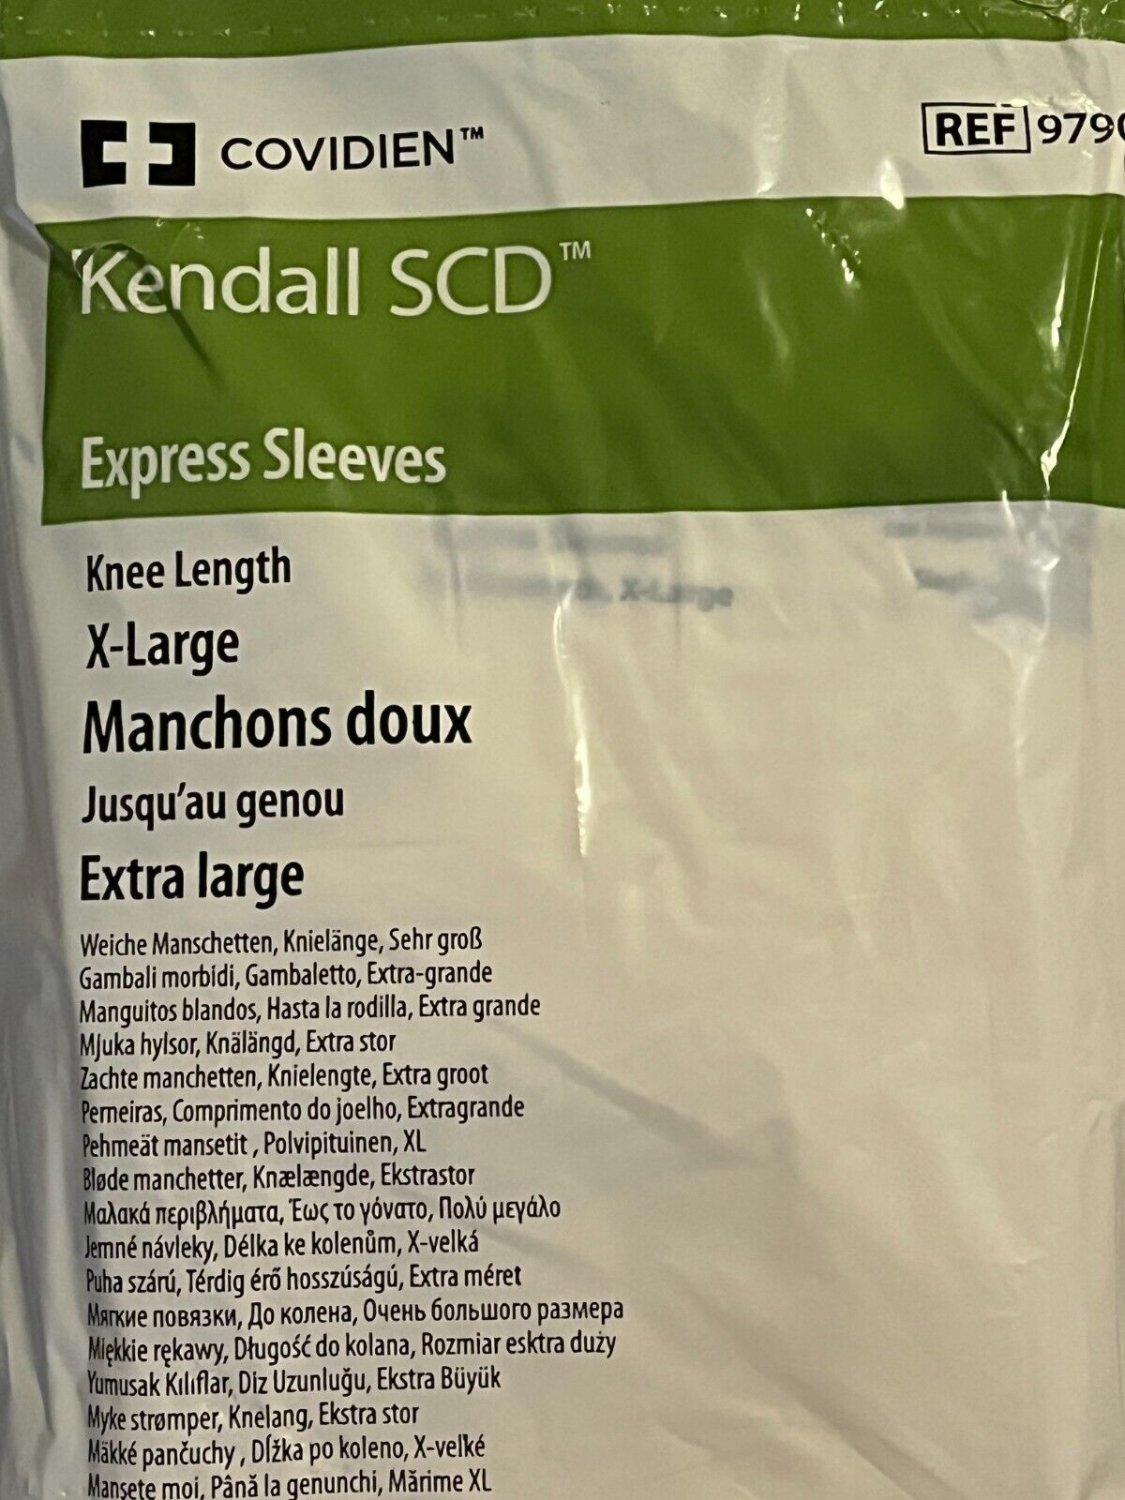 COVIDIEN™
REF 979
Kendall SCD™
Express Sleeves
Knee Length
X-Large
X-Large
Manchons doux
Jusqu'au genou
Extra large
Weiche Manschetten, Knielänge, Sehr groß
Gambali morbidi, Gambaletto, Extra-grande
Manguitos blandos, Hasta la rodilla, Extra grande
Mjuka hylsor, Knälängd, Extra stor
Zachte manchetten, Knielengte, Extra groot
Perneiras, Comprimento do joelho, Extragrande
Pehmeät mansetit , Polvipituinen, XL
Bløde manchetter, Knælængde, Ekstrastor
Μαλακά περιβλήματα, Έως το γόνατο, Πολύ μεγάλο
Jemné návleky, Délka ke kolenům, X-velká
Puha szárú, Térdig érő hosszúságú, Extra méret
Мягкие повязки, До колена, Очень большого размера
Miękkie rękawy, Długość do kolana, Rozmiar esktra duży
Yumusak Kılıflar, Diz Uzunluğu, Ekstra Büyük
Myke strømper, Knelang, Ekstra stor
Mäkké pančuchy , Dĺžka po koleno, X-veľké
Mansete moi, Până la genunchi, Mărime XL